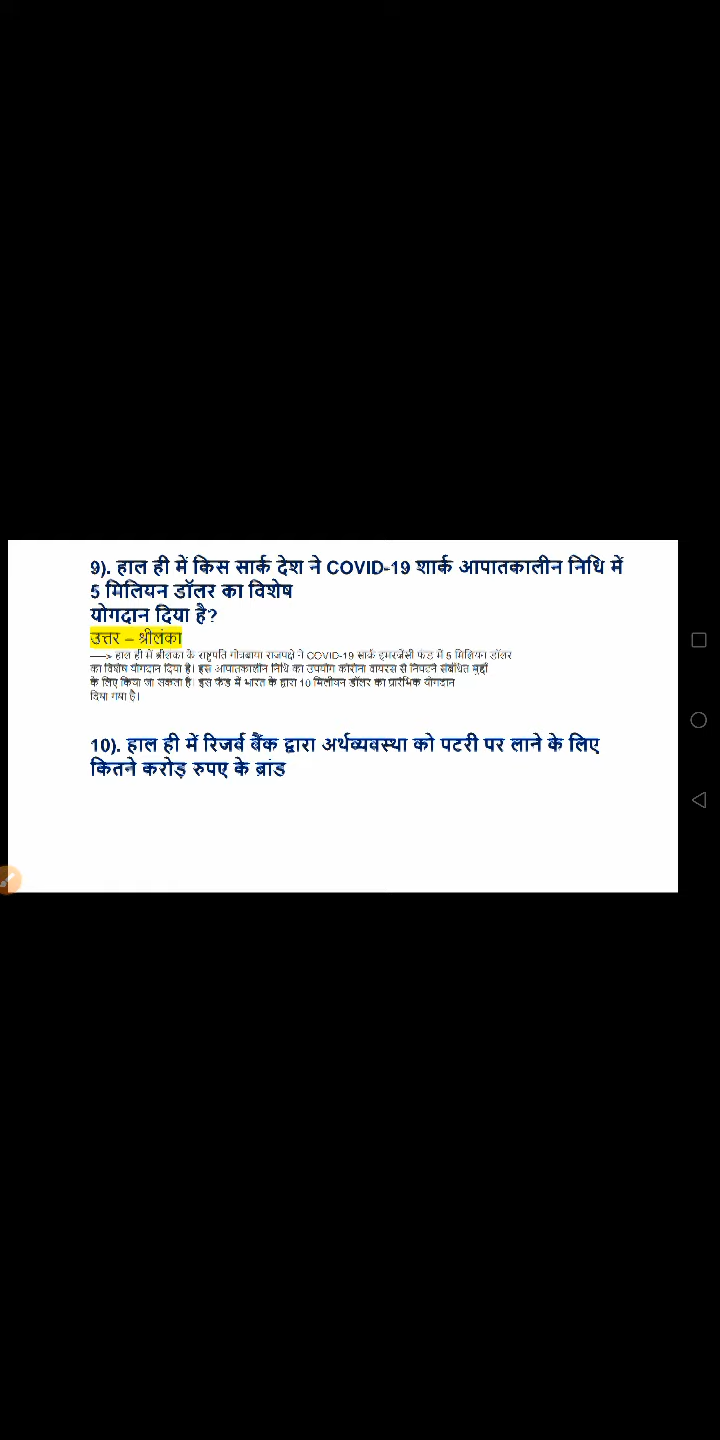 9). हाल ही में किस सार्क देश ने COVID-19 शार्क आपातकालीन निधि में
5 मिलियन डॉलर का विशेष
योगदान दिया है?
उत्तर – श्रीलंका
—–> हाल ही में श्रीलंका के राष्ट्रपति गोत्रबाया राजपक्षे ने COVID-19 सार्क इमरजेंसी फंड में 5 मिलियन डॉलर
का विशेष योगदान दिया है। इस आपातकालीन निधि का उपयोग कोरोना वायरस से निपटने संबंधित मुद्दों
के लिए किया जा सकता है। इस फंड में भारत के द्वारा 10 मिलीयन डॉलर का प्रारंभिक योगदान
दिया गया है।
10). हाल ही में रिजर्ब बैंक द्वारा अर्थव्यवस्था को पटरी पर लाने के लिए
कितने करोड़ रुपए के ब्रांड